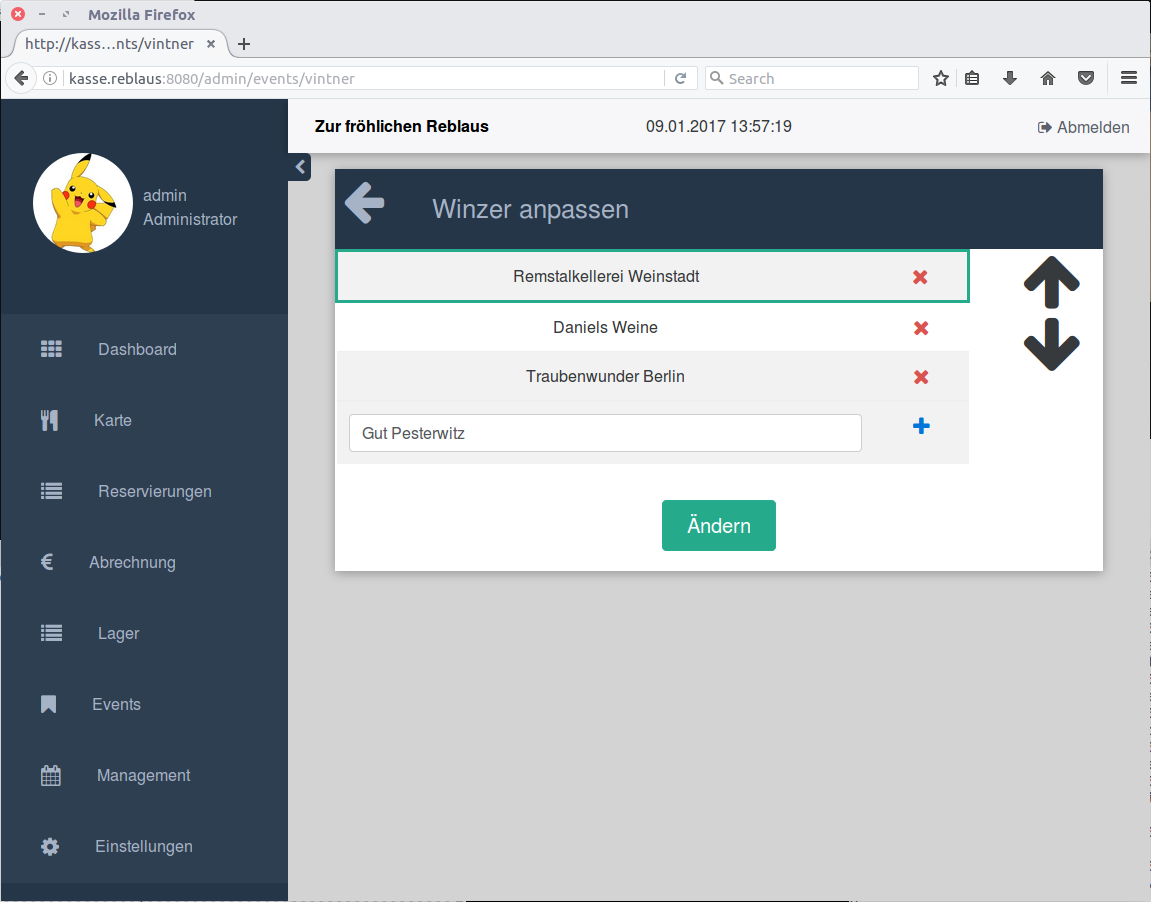 Mozilla Firefox
http://kass...nts/vintner
kasse.reblaus:8080/admin/events/vintner
Search
Zur fröhlichen Reblaus
09.01.2017 13:57:19
Abmelden
admin
Administrator
Dashboard
Karte
Reservierungen
Abrechnung
Lager
Events
Management
Einstellungen
Winzer anpassen
Remstalkellerei Weinstadt
Daniels Weine
Traubenwunder Berlin
Gut Pesterwitz
Ändern